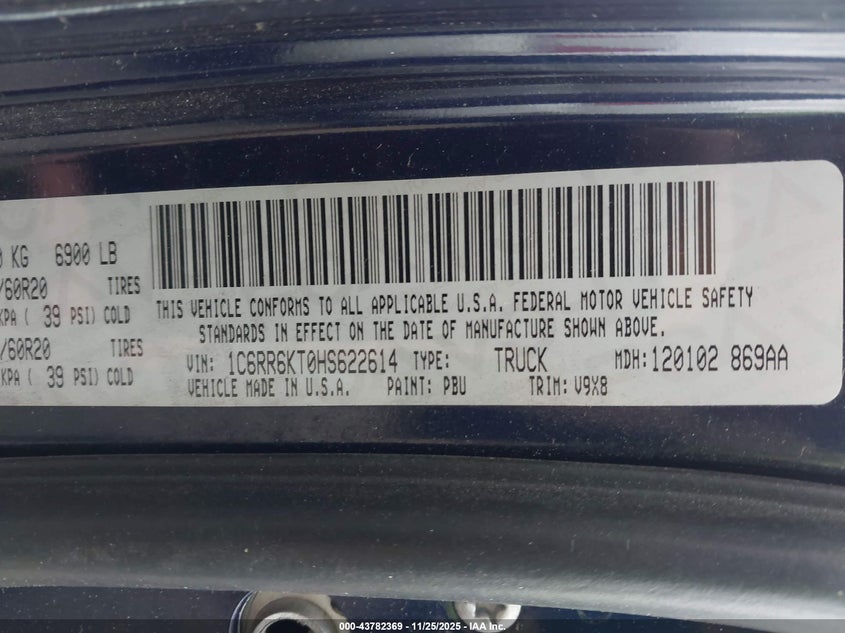 0 KG 6900 LB
/60R20 TIRES
KPA ( 39 PSI) COLD
/60R20 TIRES
KPA ( 39 PSI) COLD
THIS VEHICLE CONFORMS TO ALL APPLICABLE U.S.A. FEDERAL MOTOR VEHICLE SAFETY
STANDARDS IN EFFECT ON THE DATE OF MANUFACTURE SHOWN ABOVE.
VIN: 1C6RR6KT0HS622614 TYPE: TRUCK MDH: 120102 869AA
VEHICLE MADE IN U.S.A. PAINT: PBU TRIM: V9X8
000-43782369 - 11/25/2025 - IAA Inc.